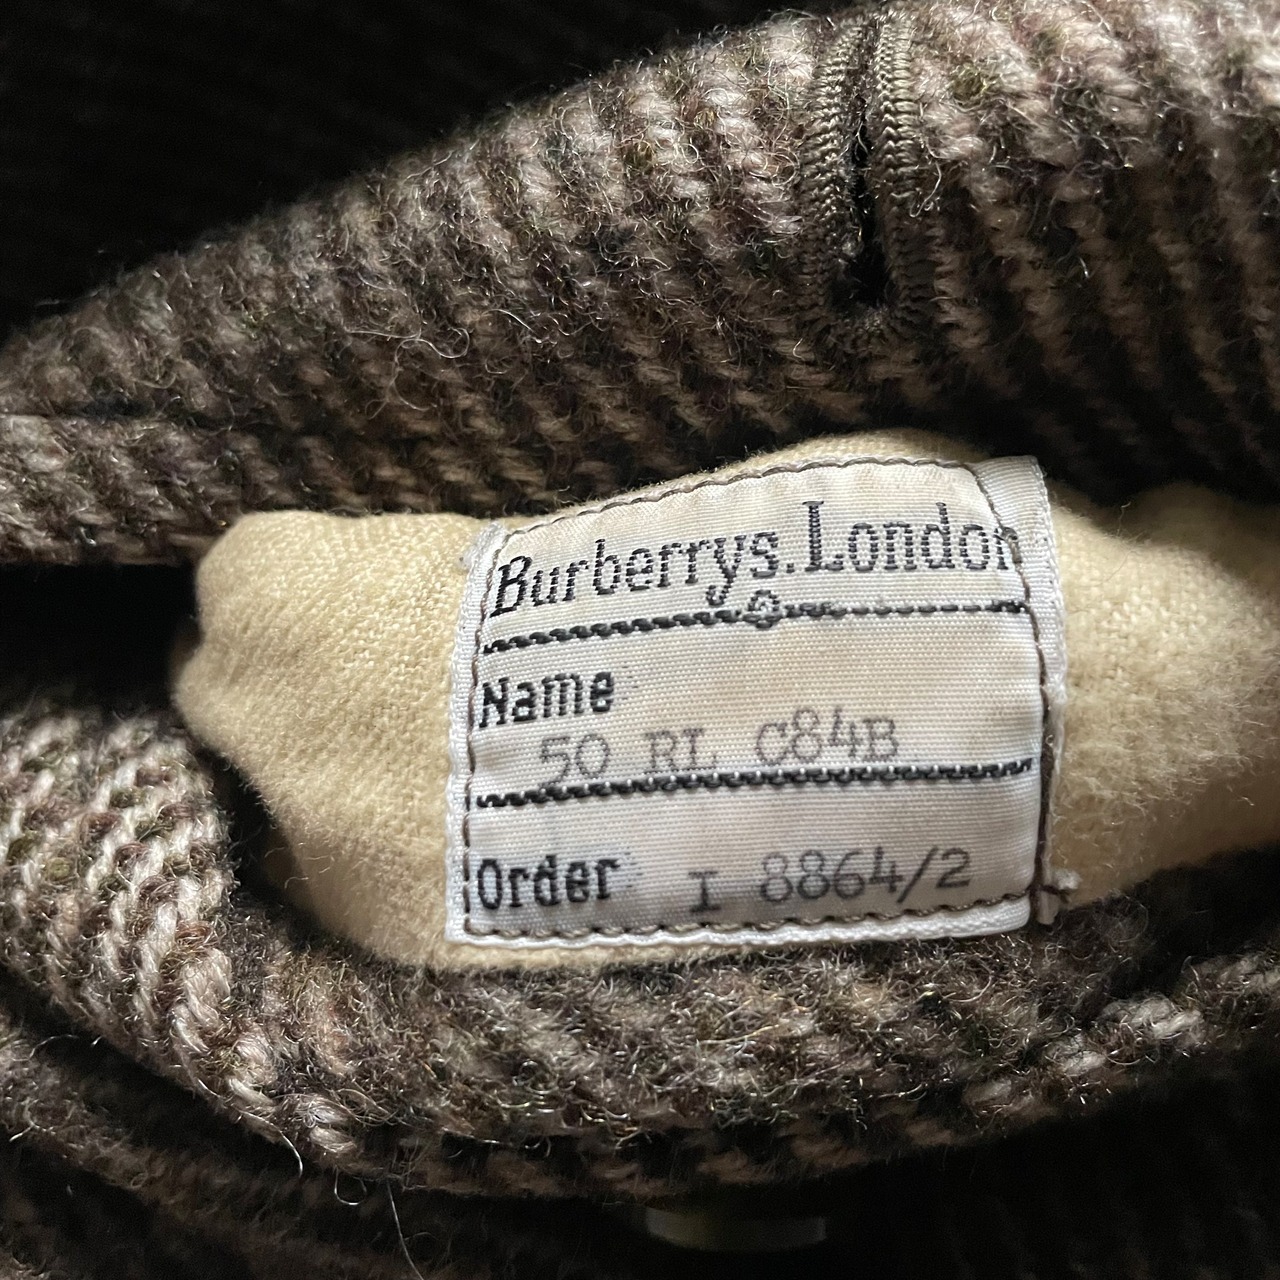 Burberrys. London
Name
50 RL C84B
Order I 8864/2